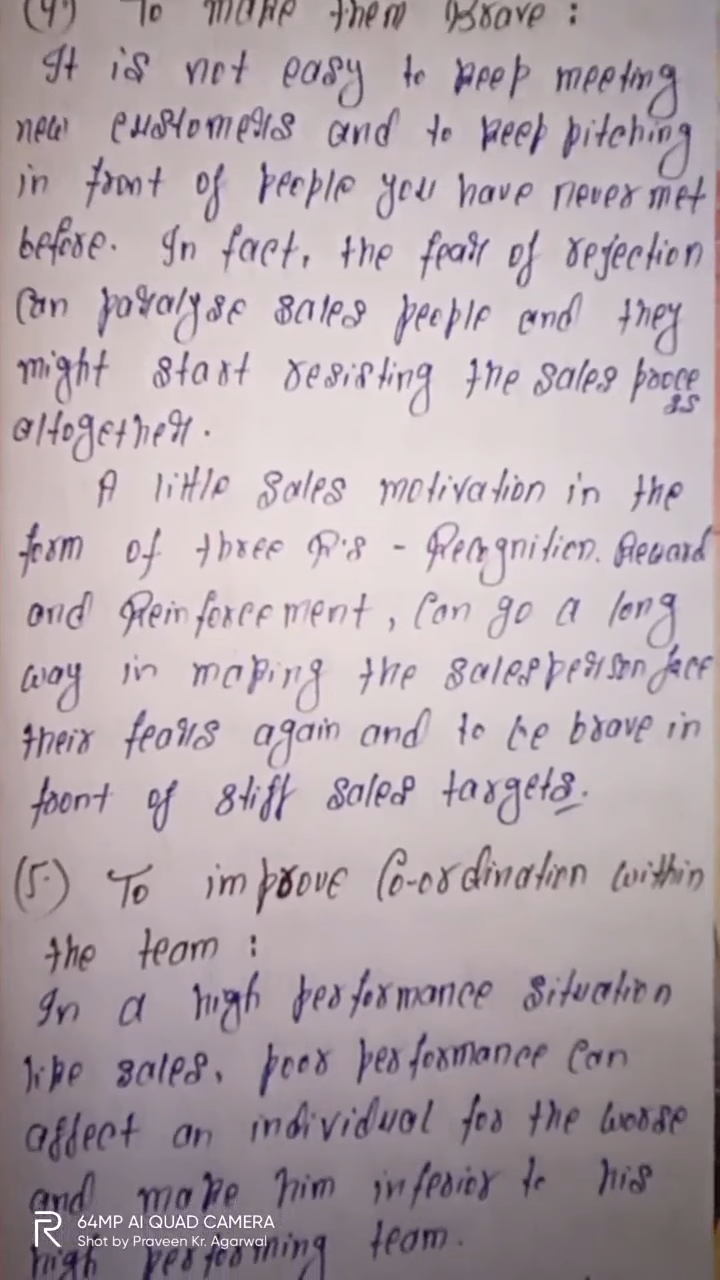 (4.) To make them Brave :
It is not easy to keep meeting
new customers and to keep pitching
in front of people you have never met
before. In fact, the fear of rejection
can paralyse sales people and they
might start resisting the sales proce
ss
altogether.
A little sales motivation in the
form of three R's - Recognition. Reward
and Reinforcement, can go a long
way in making the salesperson face
their fears again and to be brave in
front of stiff sales targets.
(5.) To improve Co-ordination within
the team :
In a high performance situation
like sales, poor performance can
affect an individual for the worse
and make him inferior to his
high performing team.
64MP AI QUAD CAMERA
Shot by Praveen Kr. Agarwal